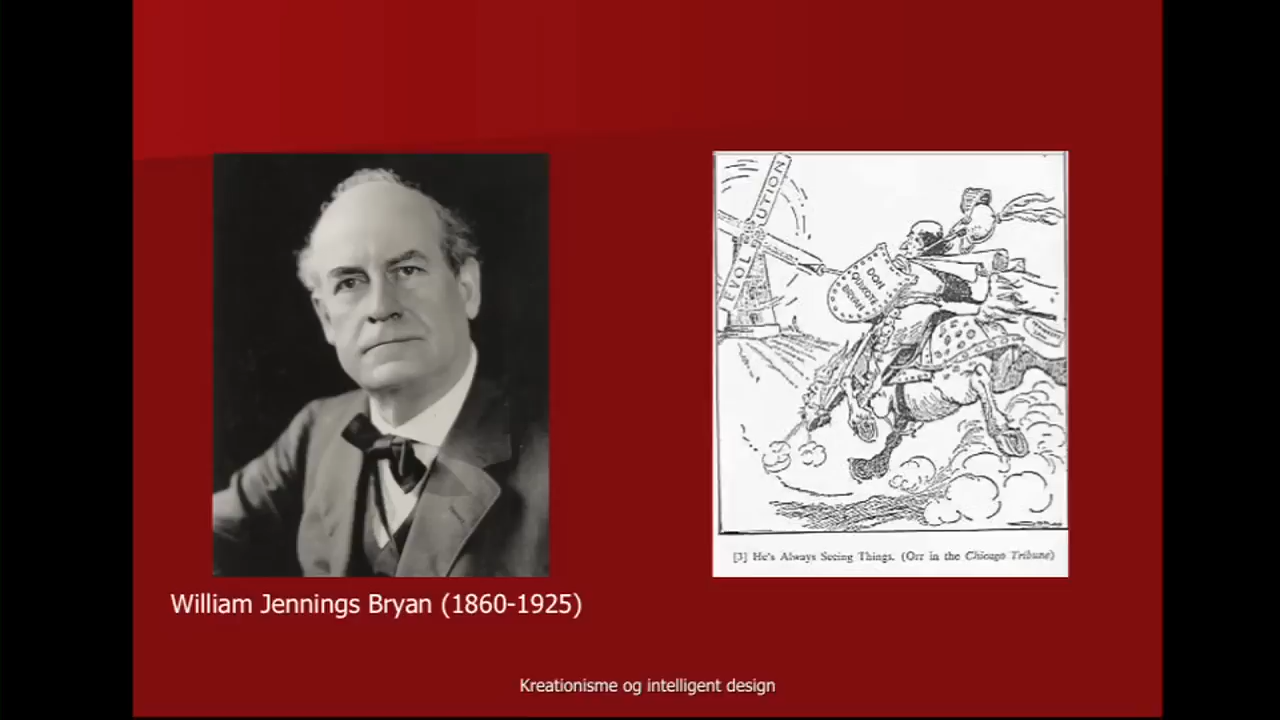 EVOLUTION
DON
QUIXOTE
BRYAN
[3] He's Always Seeing Things. (Orr in the Chicago Tribune)
William Jennings Bryan (1860-1925)
Kreationisme og intelligent design